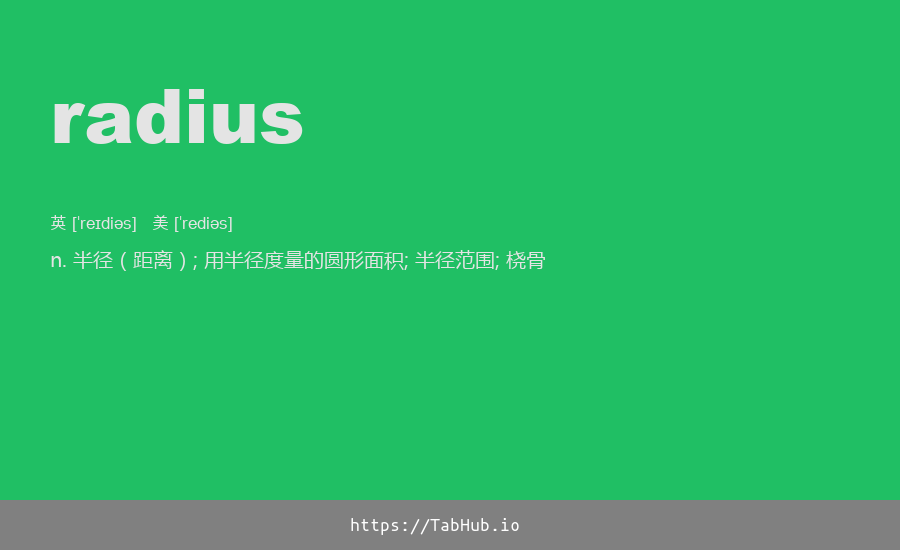 radius
英 [ˈreɪdiəs] 美 [ˈrediəs]
n. 半径（距离）; 用半径度量的圆形面积; 半径范围; 桡骨
https://TabHub.io